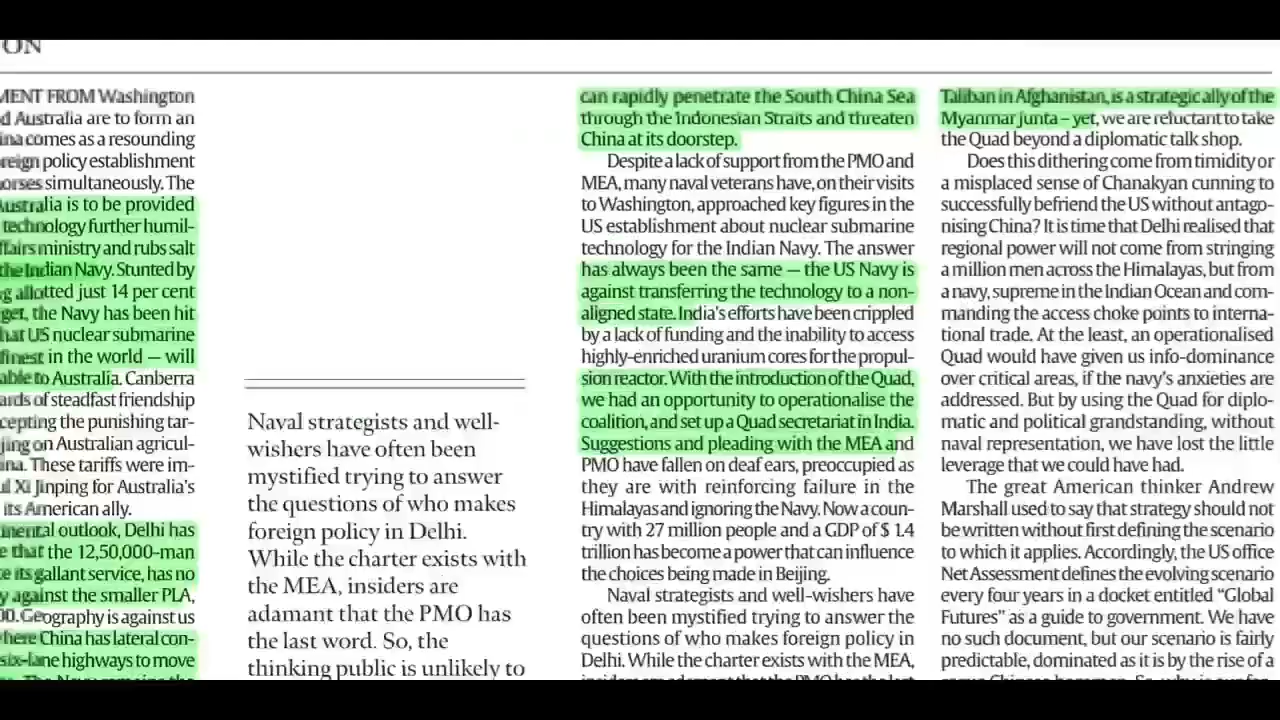 ON
MENT FROM Washington
d Australia are to form an
ina comes as a resounding
reign policy establishment
horses simultaneously. The
Australia is to be provided
technology further humil-
ffairs ministry and rubs salt
the Indian Navy. Stunted by
g allotted just 14 per cent
get, the Navy has been hit
hat US nuclear submarine
finest in the world — will
able to Australia. Canberra
ards of steadfast friendship
cepting the punishing tar-
jing on Australian agricul-
ina. These tariffs were im-
Xi Jinping for Australia's
its American ally.
inental outlook, Delhi has
e that the 12,50,000-man
e its gallant service, has no
y against the smaller PLA,
00. Geography is against us
here China has lateral con-
six-lane highways to move
Naval strategists and well-
wishers have often been
mystified trying to answer
the questions of who makes
foreign policy in Delhi.
While the charter exists with
the MEA, insiders are
adamant that the PMO has
the last word. So, the
thinking public is unlikely to
can rapidly penetrate the South China Sea
through the Indonesian Straits and threaten
China at its doorstep.
Despite a lack of support from the PMO and
MEA, many naval veterans have, on their visits
to Washington, approached key figures in the
US establishment about nuclear submarine
technology for the Indian Navy. The answer
has always been the same — the US Navy is
against transferring the technology to a non-
aligned state. India's efforts have been crippled
by a lack of funding and the inability to access
highly-enriched uranium cores for the propul-
sion reactor. With the introduction of the Quad,
we had an opportunity to operationalise the
coalition, and set up a Quad secretariat in India.
Suggestions and pleading with the MEA and
PMO have fallen on deaf ears, preoccupied as
they are with reinforcing failure in the
Himalayas and ignoring the Navy. Now a coun-
try with 27 million people and a GDP of $ 1.4
trillion has become a power that can influence
the choices being made in Beijing.
Naval strategists and well-wishers have
often been mystified trying to answer the
questions of who makes foreign policy in
Delhi. While the charter exists with the MEA,
Taliban in Afghanistan, is a strategic ally of the
Myanmar junta – yet, we are reluctant to take
the Quad beyond a diplomatic talk shop.
Does this dithering come from timidity or
a misplaced sense of Chanakyan cunning to
successfully befriend the US without antago-
nising China? It is time that Delhi realised that
regional power will not come from stringing
a million men across the Himalayas, but from
a navy, supreme in the Indian Ocean and com-
manding the access choke points to interna-
tional trade. At the least, an operationalised
Quad would have given us info-dominance
over critical areas, if the navy's anxieties are
addressed. But by using the Quad for diplo-
matic and political grandstanding, without
naval representation, we have lost the little
leverage that we could have had.
The great American thinker Andrew
Marshall used to say that strategy should not
be written without first defining the scenario
to which it applies. Accordingly, the US office
Net Assessment defines the evolving scenario
every four years in a docket entitled “Global
Futures” as a guide to government. We have
no such document, but our scenario is fairly
predictable, dominated as it is by the rise of a